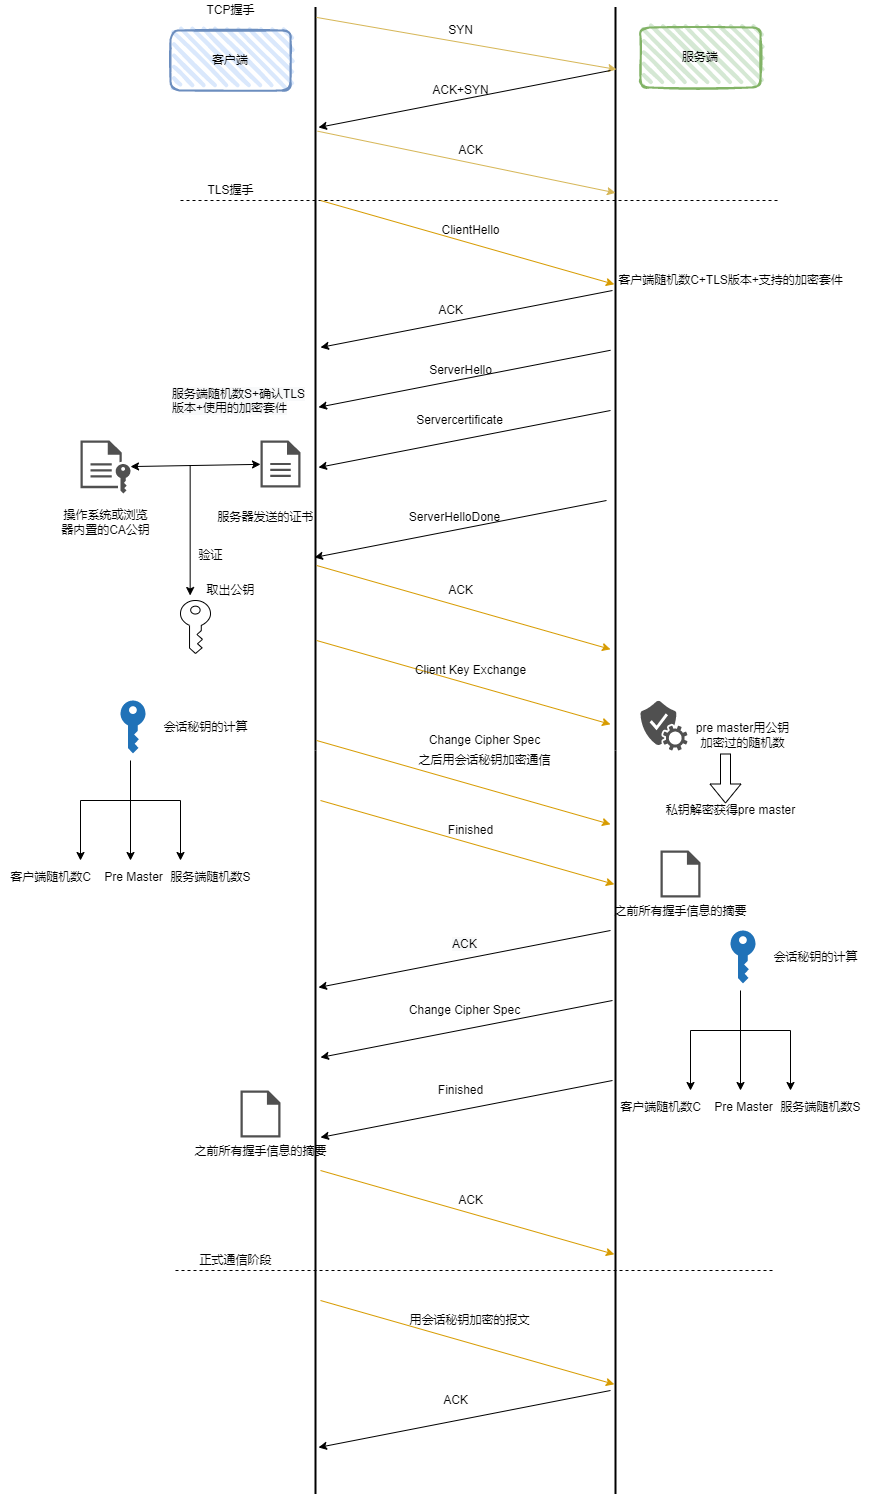 TCP握手
SYN
客户端
服务端
ACK+SYN
ACK
TLS握手
ClientHello
客户端随机数C+TLS版本+支持的加密套件
ACK
ServerHello
服务端随机数S+确认TLS
版本+使用的加密套件
Servercertificate
操作系统或浏览
器内置的CA公钥
服务器发送的证书
ServerHelloDone
验证
取出公钥
ACK
Client Key Exchange
会话秘钥的计算
pre master用公钥
加密过的随机数
Change Cipher Spec
之后用会话秘钥加密通信
私钥解密获得pre master
Finished
客户端随机数C
Pre Master
服务端随机数S
之前所有握手信息的摘要
ACK
会话秘钥的计算
Change Cipher Spec
Finished
客户端随机数C
Pre Master
服务端随机数S
之前所有握手信息的摘要
ACK
正式通信阶段
用会话秘钥加密的报文
ACK